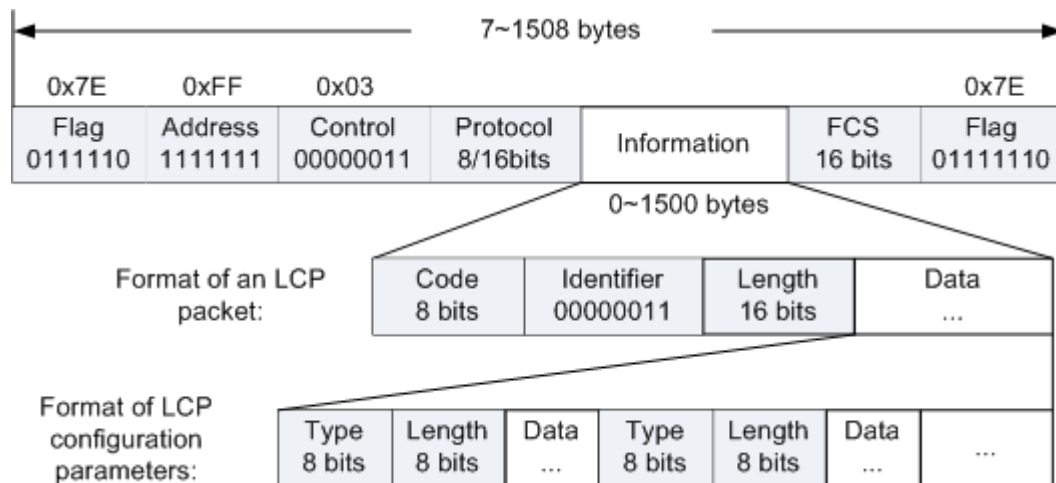 7~1508 bytes
0x7E 0xFF 0x03 0x7E
Flag Address Control Protocol Information FCS Flag
0111110 1111111 00000011 8/16bits 16 bits 01111110
0~1500 bytes
Format of an LCP packet:
Code Identifier Length Data
8 bits 00000011 16 bits ...
Format of LCP configuration parameters:
Type Length Data Type Length Data ...
8 bits 8 bits ... 8 bits 8 bits ...